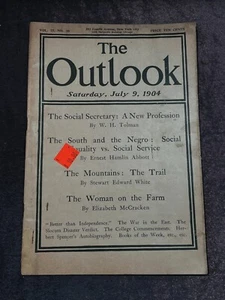 The
Outlook
Saturday, July 9, 1904
The Social Secretary: A New Profession
By W. H. Tolman
The South and the Negro: Social
vs. Social Service
By Ernest Hamlin Abbott
The Mountains: The Trail
By Stewart Edward White
The Woman on the Farm
By Elizabeth McCracken
"Better than Independence." The War in the East. The
Slocum Disaster Verdict. The College Commencements. Her-
bert Spencer's Autobiography. Books of the Week, etc., etc.